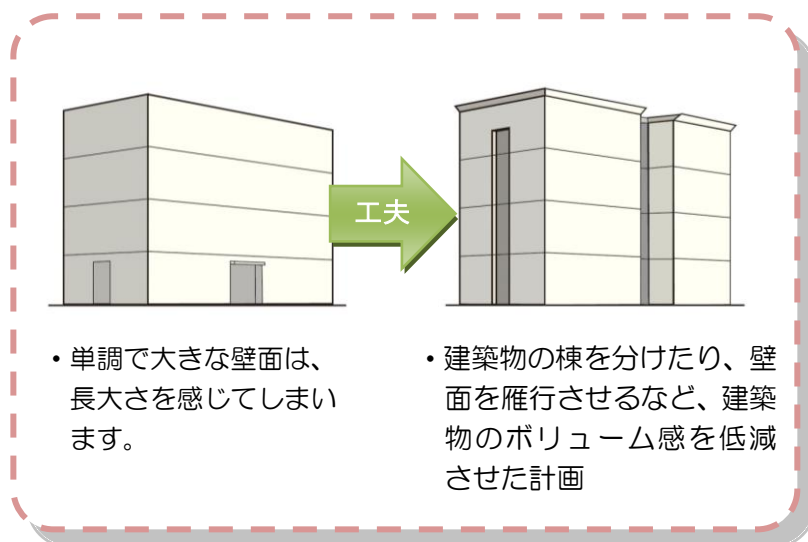 工夫
・単調で大きな壁面は、
長大さを感じてしまい
ます。
・建築物の棟を分けたり、壁
面を雁行させるなど、建築
物のボリューム感を低減
させた計画